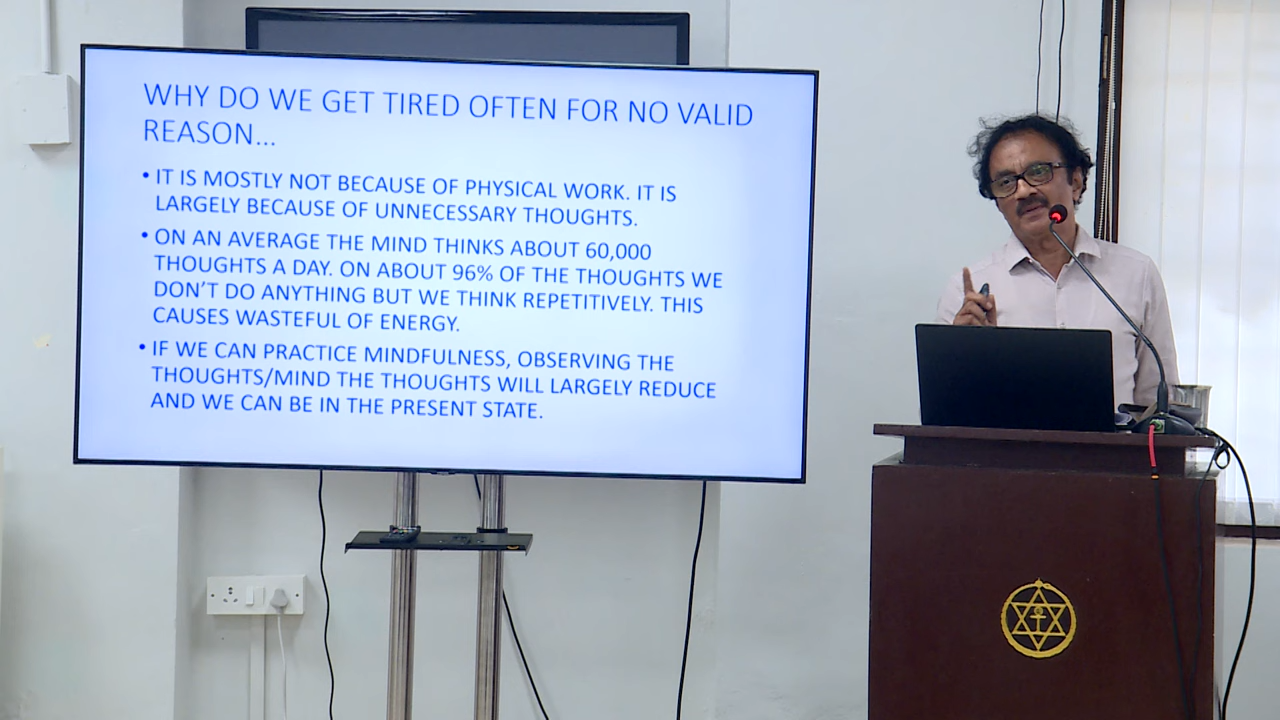 WHY DO WE GET TIRED OFTEN FOR NO VALID
REASON...
• IT IS MOSTLY NOT BECAUSE OF PHYSICAL WORK. IT IS
LARGELY BECAUSE OF UNNECESSARY THOUGHTS.
• ON AN AVERAGE THE MIND THINKS ABOUT 60,000
THOUGHTS A DAY. ON ABOUT 96% OF THE THOUGHTS WE
DON'T DO ANYTHING BUT WE THINK REPETITIVELY. THIS
CAUSES WASTEFUL OF ENERGY.
• IF WE CAN PRACTICE MINDFULNESS, OBSERVING THE
THOUGHTS/MIND THE THOUGHTS WILL LARGELY REDUCE
AND WE CAN BE IN THE PRESENT STATE.